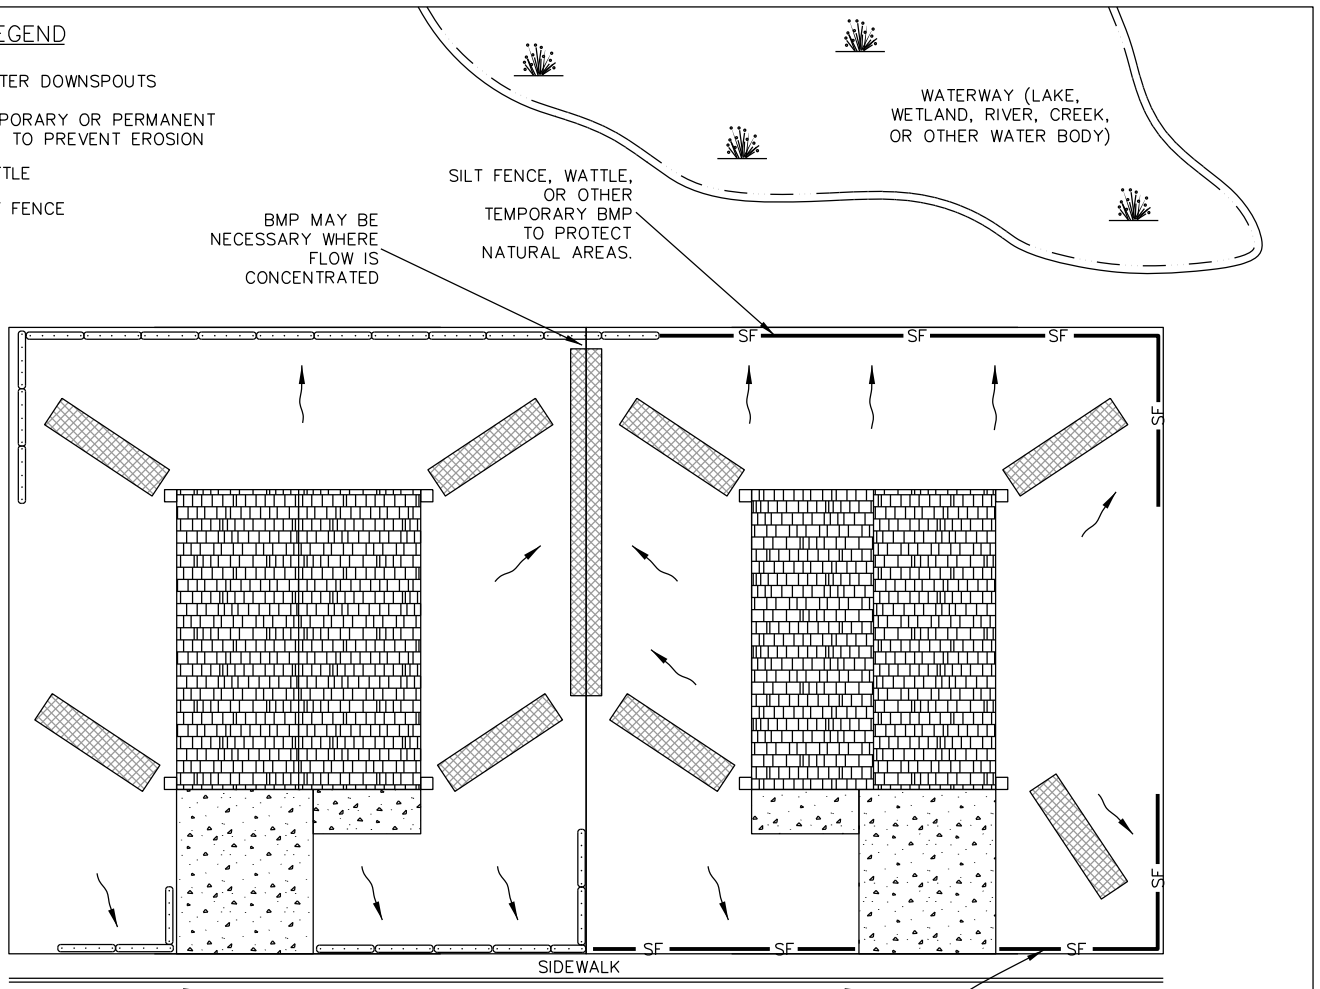 EGEND
TER DOWNSPOUTS
PORARY OR PERMANENT
TO PREVENT EROSION
TLE
FENCE
WATERWAY (LAKE,
WETLAND, RIVER, CREEK,
OR OTHER WATER BODY)
SILT FENCE, WATTLE,
OR OTHER
TEMPORARY BMP
TO PROTECT
NATURAL AREAS.
BMP MAY BE
NECESSARY WHERE
FLOW IS
CONCENTRATED
SF
SF
SF
SF
SF
SF
SF
SF
SIDEWALK